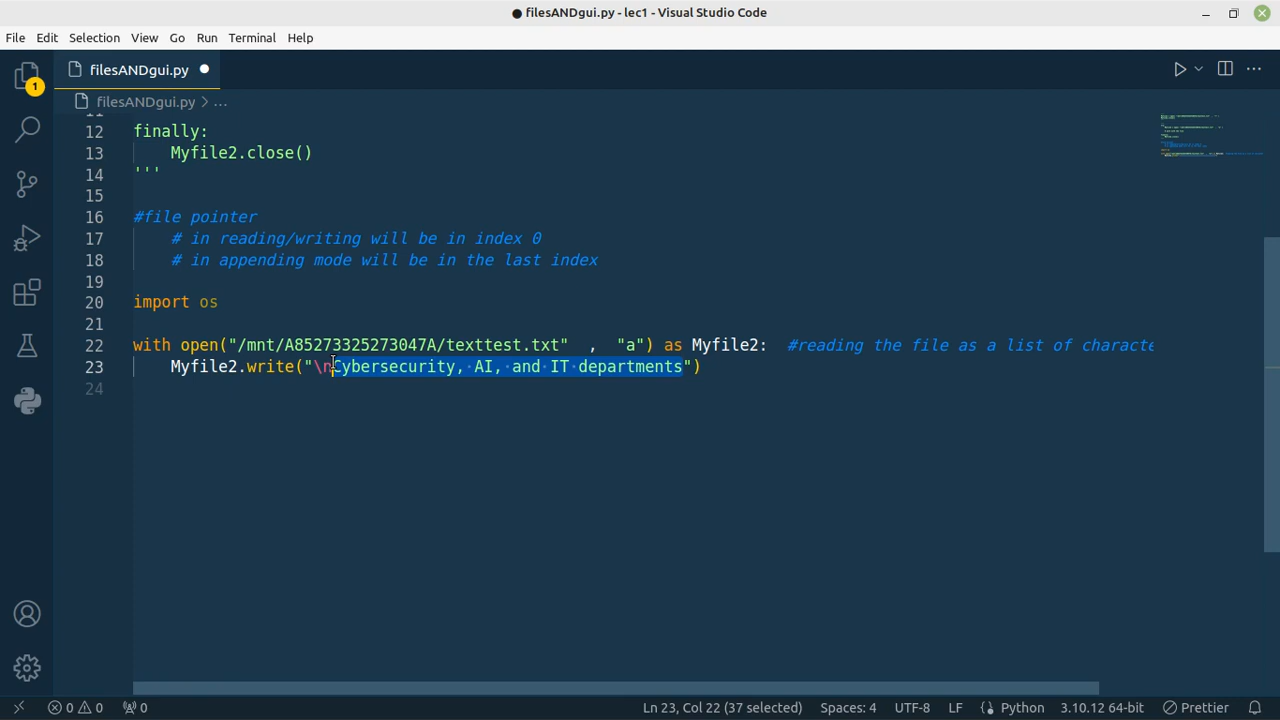 ● filesANDgui.py - lec1 - Visual Studio Code
File Edit Selection View Go Run Terminal Help
1
filesANDgui.py ●
filesANDgui.py > ...
12 finally:
13 Myfile2.close()
14 '''
15
16 #file pointer
17 # in reading/writing will be in index 0
18 # in appending mode will be in the last index
19
20 import os
21
22 with open("/mnt/A85273325273047A/texttest.txt" , "a") as Myfile2: #reading the file as a list of characte
23 Myfile2.write("\nCybersecurity, AI, and IT departments")
24
0 0 0 Ln 23, Col 22 (37 selected) Spaces: 4 UTF-8 LF Python 3.10.12 64-bit Prettier